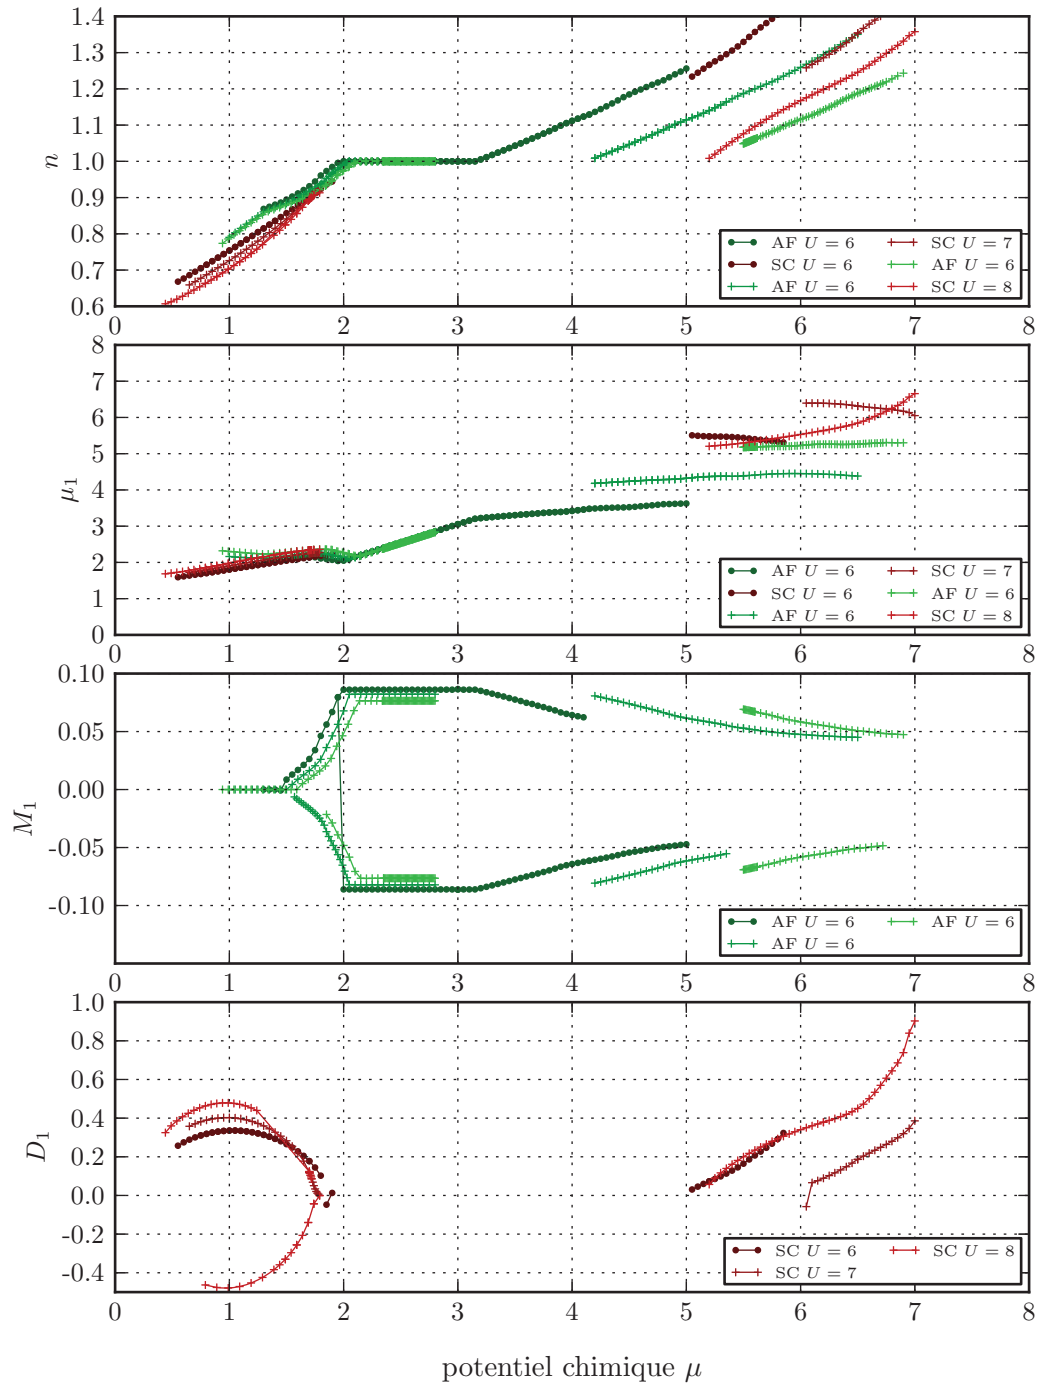 1.4
1.3
1.2
1.1
1.0
0.9
0.8
0.7
0.6
n
AF U = 6 SC U = 7
SC U = 6 AF U = 6
AF U = 6 SC U = 8
0 1 2 3 4 5 6 7 8
8
7
6
5
4
3
2
1
0
μ1
AF U = 6 SC U = 7
SC U = 6 AF U = 6
AF U = 6 SC U = 8
0 1 2 3 4 5 6 7 8
0.10
0.05
0.00
-0.05
-0.10
M1
AF U = 6 AF U = 6
AF U = 6
0 1 2 3 4 5 6 7 8
1.0
0.8
0.6
0.4
0.2
0.0
-0.2
-0.4
D1
SC U = 6 SC U = 8
SC U = 7
0 1 2 3 4 5 6 7 8
potentiel chimique μ